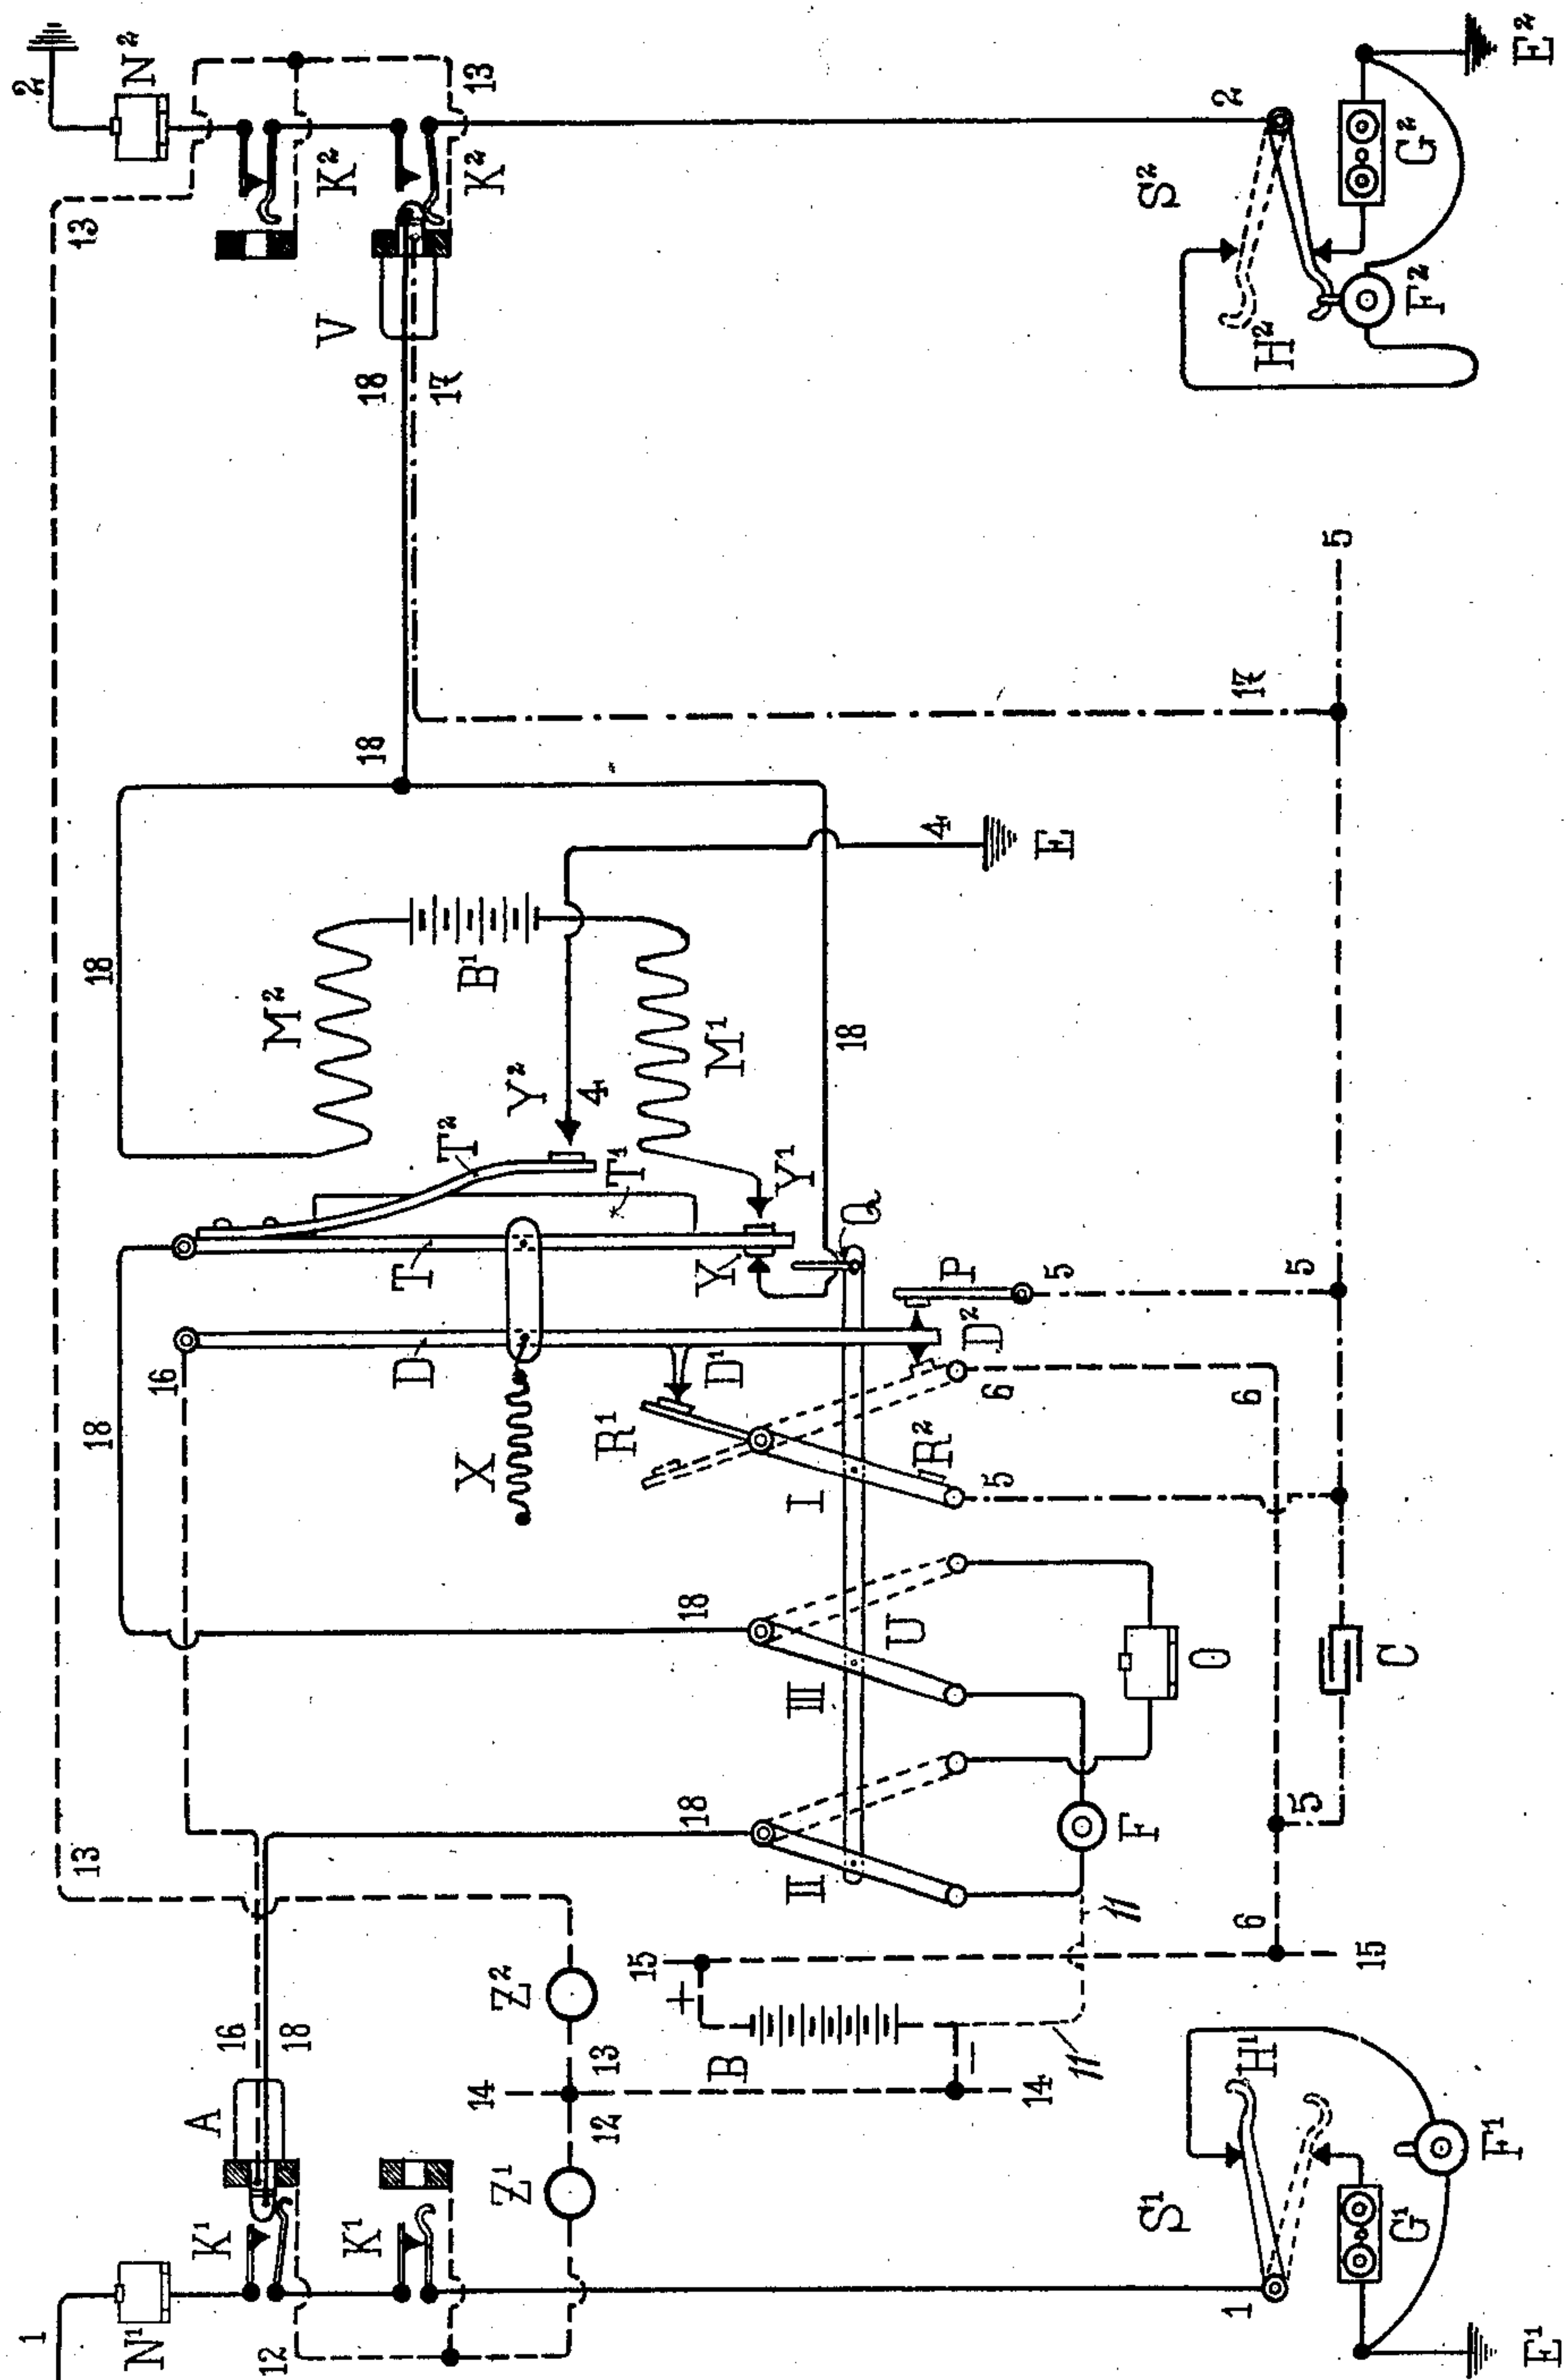 1
N¹
K¹
A
16
18
12
K¹
Z¹
12
14
13
Z²
13
16
18
X
D
T
T²
T¹
M²
18
B¹
M¹
Y²
4
Y¹
Y
Q
18
18
V
18
17
13
K²
K²
13
N²
2
15
+
B
−
14
11
11
II
18
III
18
U
I
R¹
R²
D¹
D²
P
5
5
6
6
5
F
O
C
5
6
15
4
E
17
5
S¹
1
H¹
G¹
F¹
E¹
S²
2
H²
G²
F²
E²